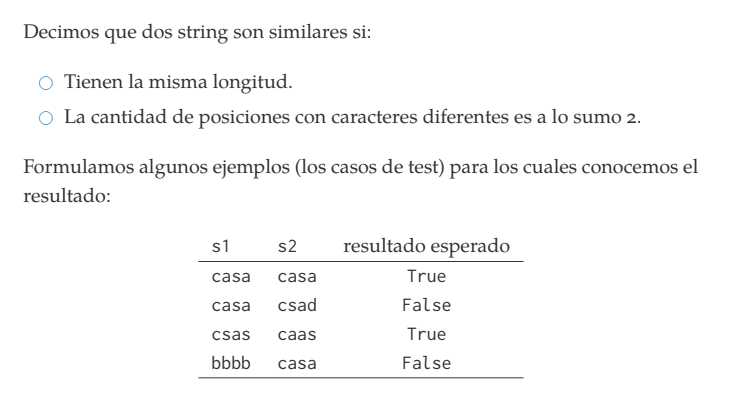 Decimos que dos string son similares si:
Tienen la misma longitud.
La cantidad de posiciones con caracteres diferentes es a lo sumo 2.
Formulamos algunos ejemplos (los casos de test) para los cuales conocemos el
resultado:
s1 s2 resultado esperado
casa casa True
casa csad False
csas caas True
bbbb casa False